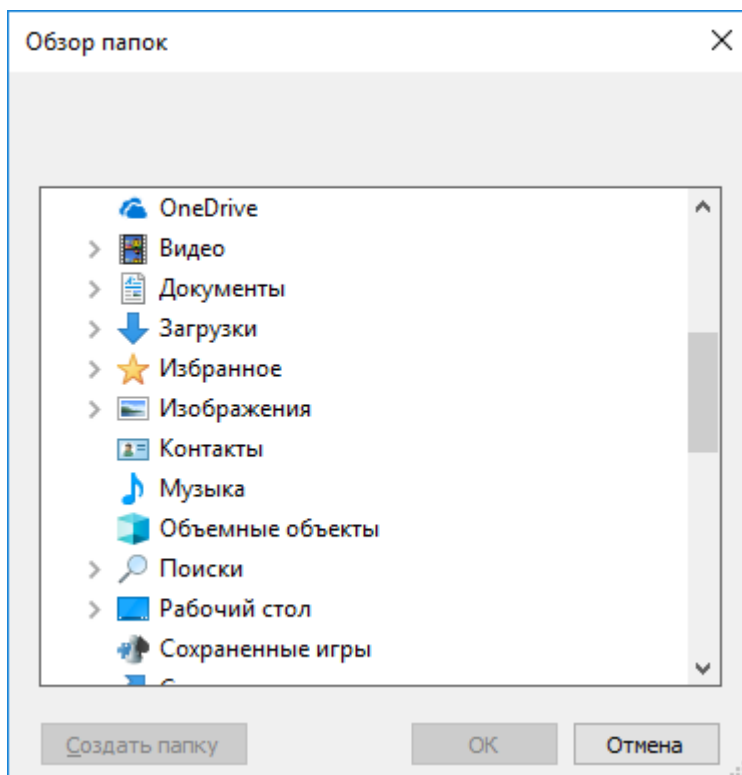 Обзор папок
OneDrive
Видео
Документы
Загрузки
Избранное
Изображения
Контакты
Музыка
Объемные объекты
Поиски
Рабочий стол
Сохраненные игры
Создать папку ОК Отмена